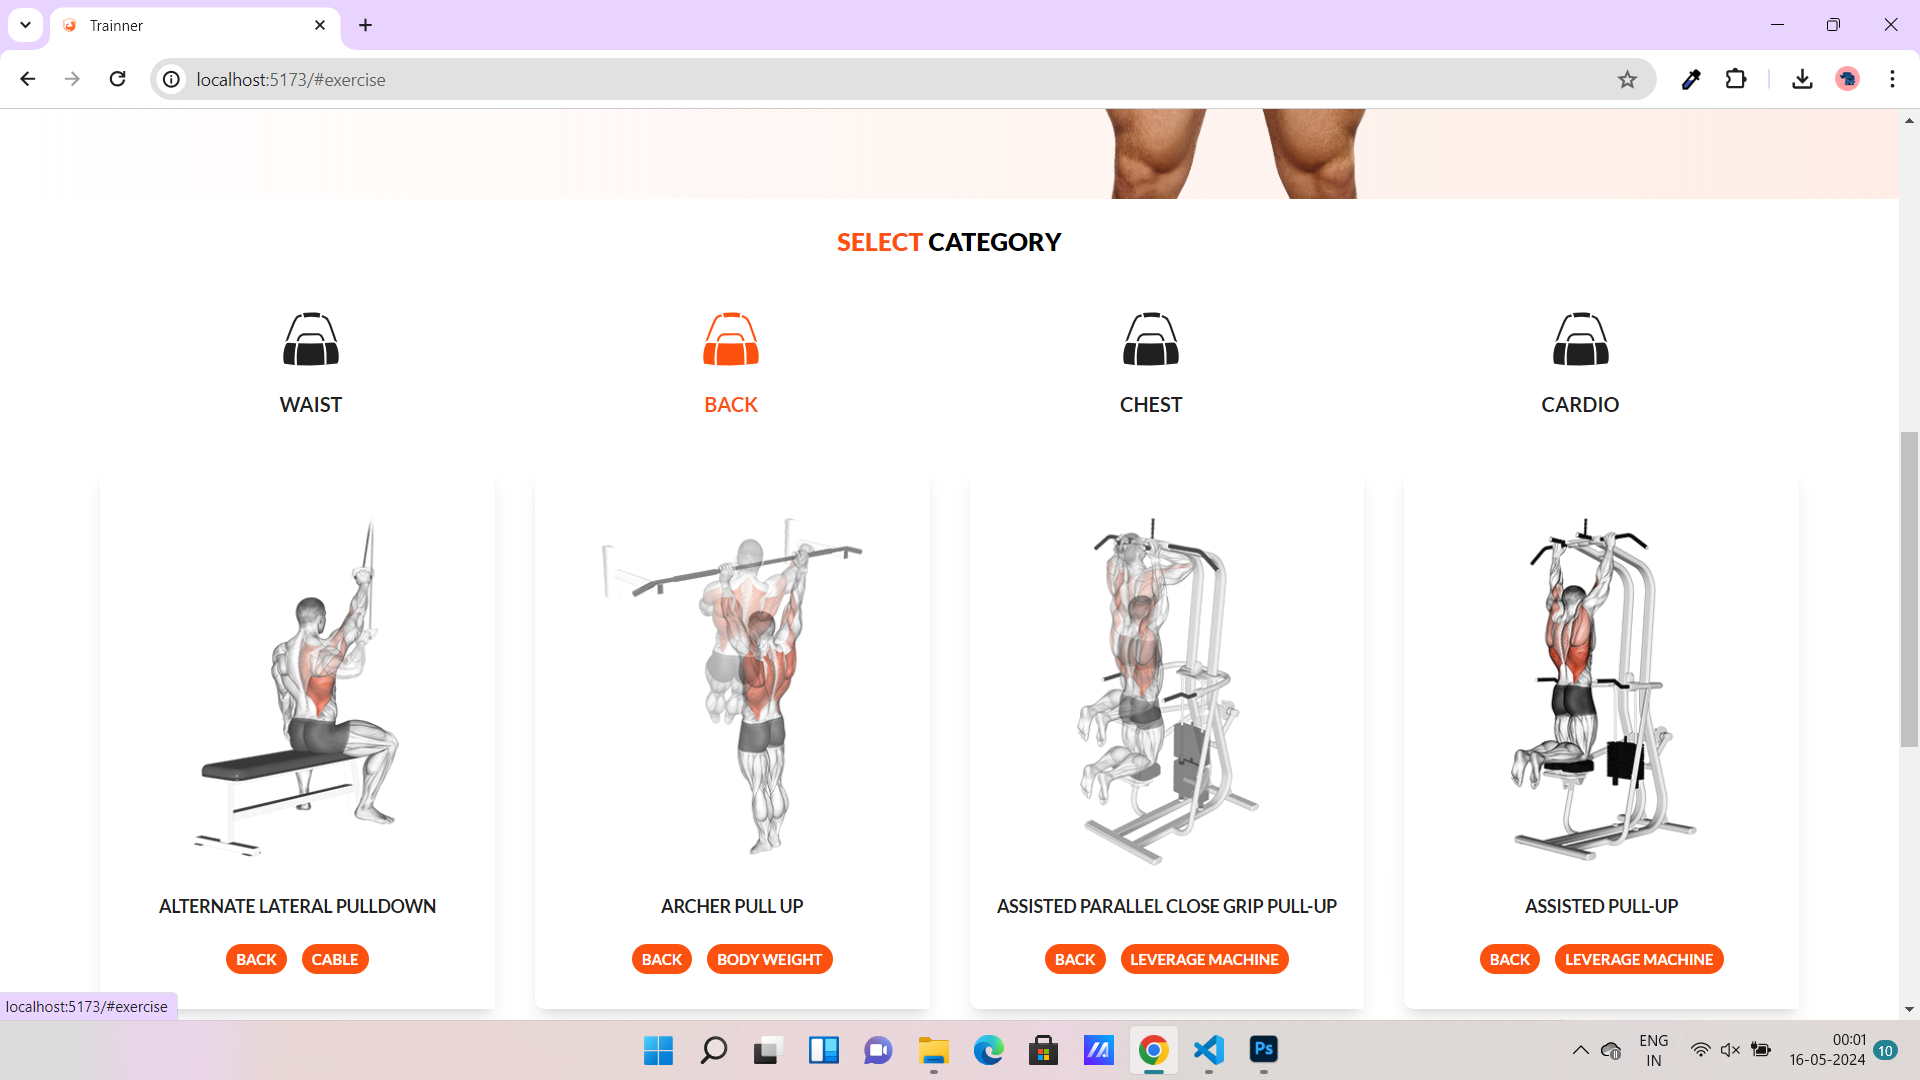 Trainner
localhost:5173/#exercise
SELECT CATEGORY
WAIST
BACK
CHEST
CARDIO
ALTERNATE LATERAL PULLDOWN
BACK
CABLE
ARCHER PULL UP
BACK
BODY WEIGHT
ASSISTED PARALLEL CLOSE GRIP PULL-UP
BACK
LEVERAGE MACHINE
ASSISTED PULL-UP
BACK
LEVERAGE MACHINE
localhost:5173/#exercise
Ps
ENG
IN
00:01
16-05-2024
10